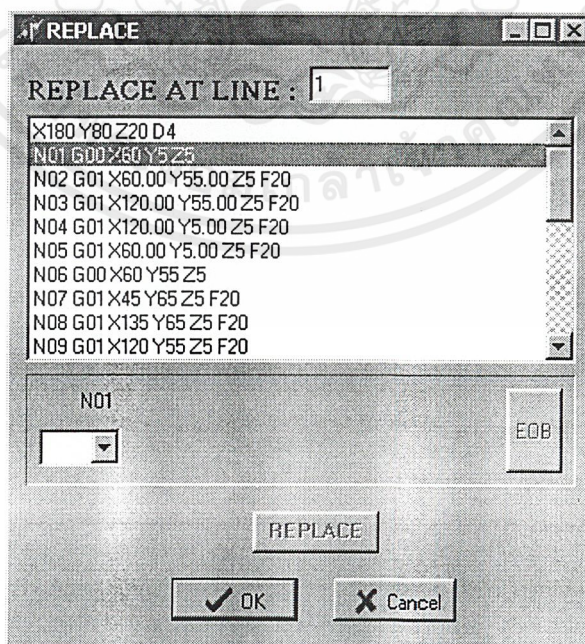 REPLACE
REPLACE AT LINE : 1
X180 Y80 Z20 D4
N01 G00 X60 Y5 Z5
N02 G01 X60.00 Y55.00 Z5 F20
N03 G01 X120.00 Y55.00 Z5 F20
N04 G01 X120.00 Y5.00 Z5 F20
N05 G01 X60.00 Y5.00 Z5 F20
N06 G00 X60 Y55 Z5
N07 G01 X45 Y65 Z5 F20
N08 G01 X135 Y65 Z5 F20
N09 G01 X120 Y55 Z5 F20
N01
EOB
REPLACE
OK
Cancel